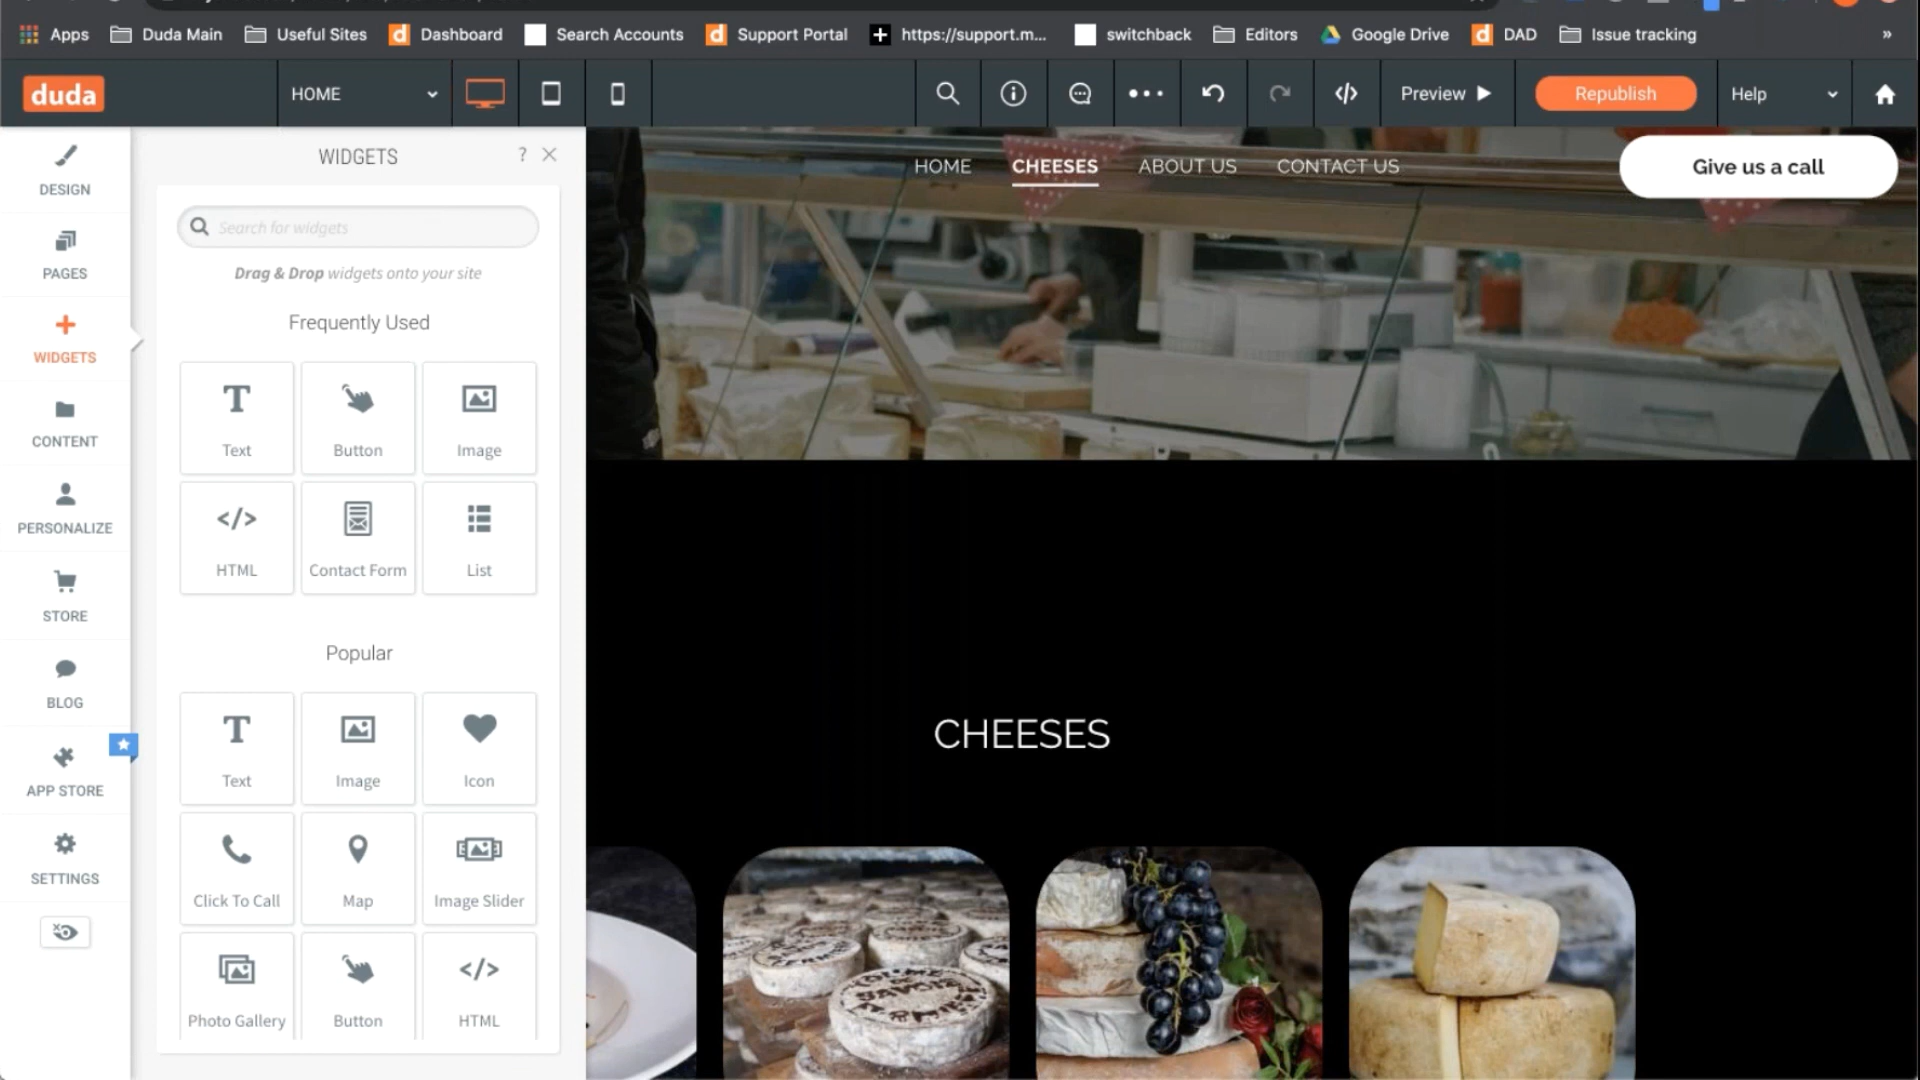 Apps Duda Main Useful Sites Dashboard Search Accounts Support Portal https://support.m... switchback Editors Google Drive DAD Issue tracking »
duda HOME Preview Republish Help
DESIGN
PAGES
WIDGETS
CONTENT
PERSONALIZE
STORE
BLOG
APP STORE
SETTINGS
WIDGETS ?
Search for widgets
Drag & Drop widgets onto your site
Frequently Used
Text Button Image
HTML Contact Form List
Popular
Text Image Icon
Click To Call Map Image Slider
Photo Gallery Button HTML
HOME CHEESES ABOUT US CONTACT US Give us a call
CHEESES